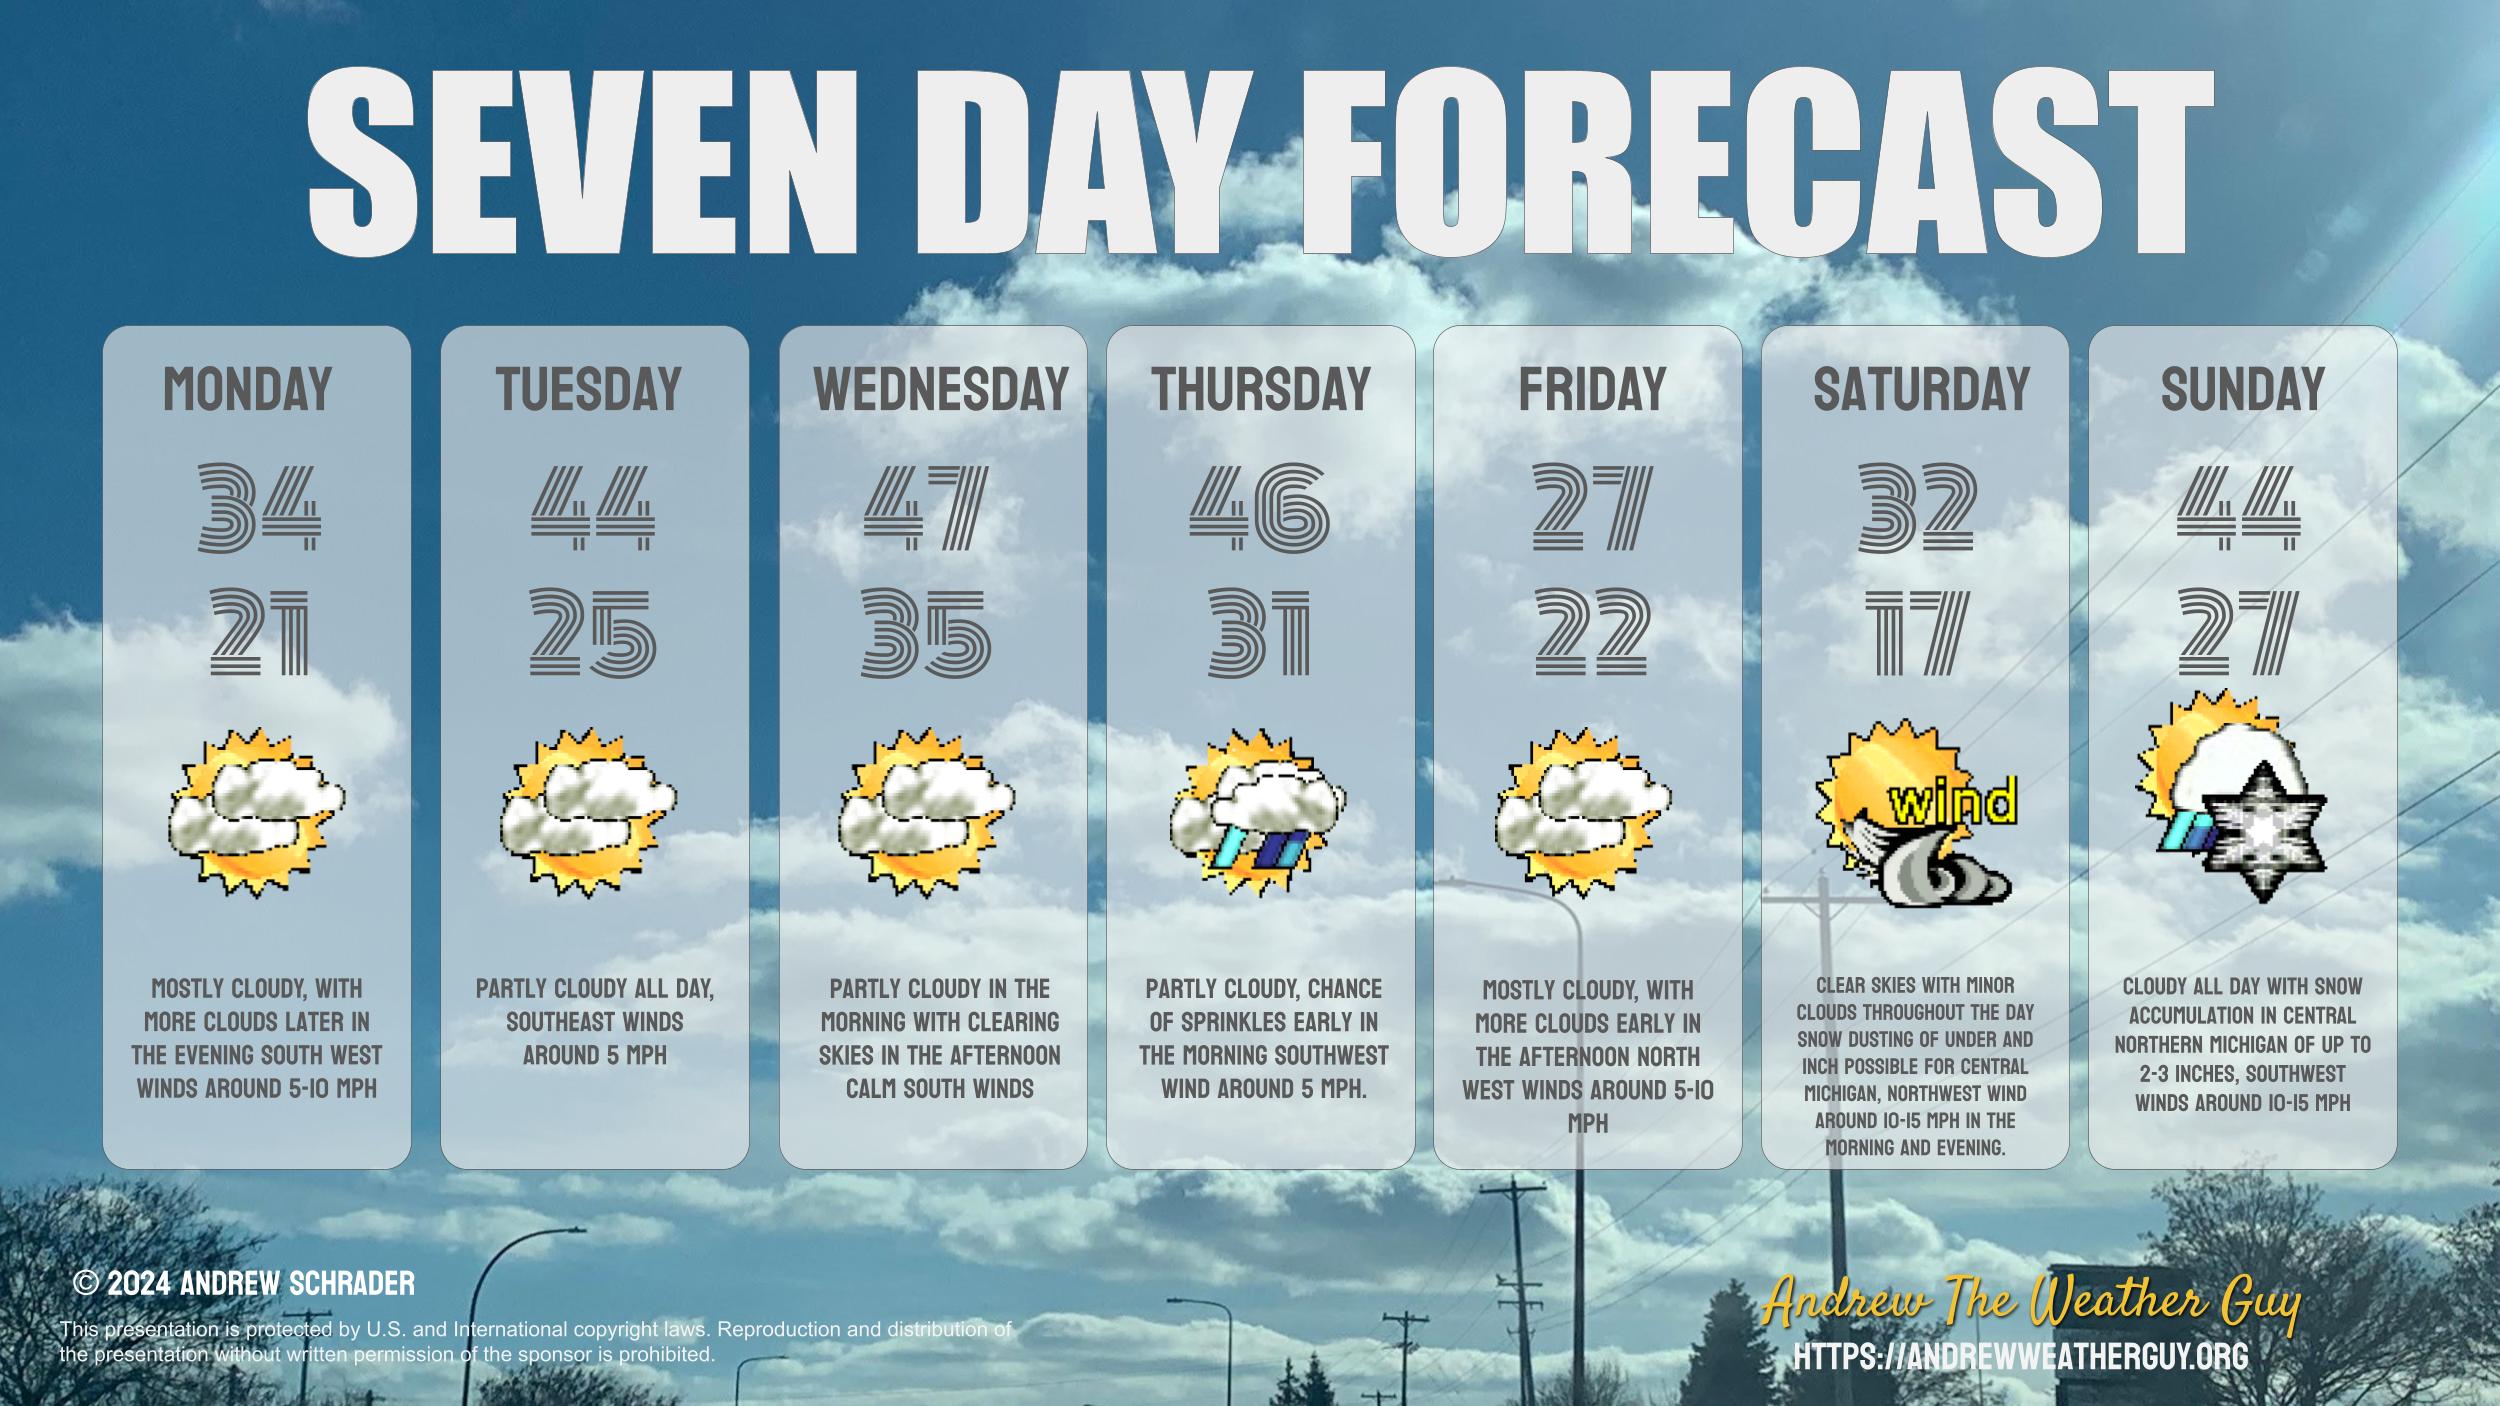 SEVEN DAY FORECAST
MONDAY
34
21
MOSTLY CLOUDY, WITH
MORE CLOUDS LATER IN
THE EVENING SOUTH WEST
WINDS AROUND 5-10 MPH
TUESDAY
44
25
PARTLY CLOUDY ALL DAY,
SOUTHEAST WINDS
AROUND 5 MPH
WEDNESDAY
47
35
PARTLY CLOUDY IN THE
MORNING WITH CLEARING
SKIES IN THE AFTERNOON
CALM SOUTH WINDS
THURSDAY
46
31
PARTLY CLOUDY, CHANCE
OF SPRINKLES EARLY IN
THE MORNING SOUTHWEST
WIND AROUND 5 MPH.
FRIDAY
27
22
MOSTLY CLOUDY, WITH
MORE CLOUDS EARLY IN
THE AFTERNOON NORTH
WEST WINDS AROUND 5-10
MPH
SATURDAY
32
17
wind
CLEAR SKIES WITH MINOR
CLOUDS THROUGHOUT THE DAY
SNOW DUSTING OF UNDER AND
INCH POSSIBLE FOR CENTRAL
MICHIGAN, NORTHWEST WIND
AROUND 10-15 MPH IN THE
MORNING AND EVENING.
SUNDAY
44
27
CLOUDY ALL DAY WITH SNOW
ACCUMULATION IN CENTRAL
NORTHERN MICHIGAN OF UP TO
2-3 INCHES, SOUTHWEST
WINDS AROUND 10-15 MPH
© 2024 ANDREW SCHRADER
This presentation is protected by U.S. and International copyright laws. Reproduction and distribution of
the presentation without written permission of the sponsor is prohibited.
Andrew The Weather Guy
HTTPS://ANDREWWEATHERGUY.ORG